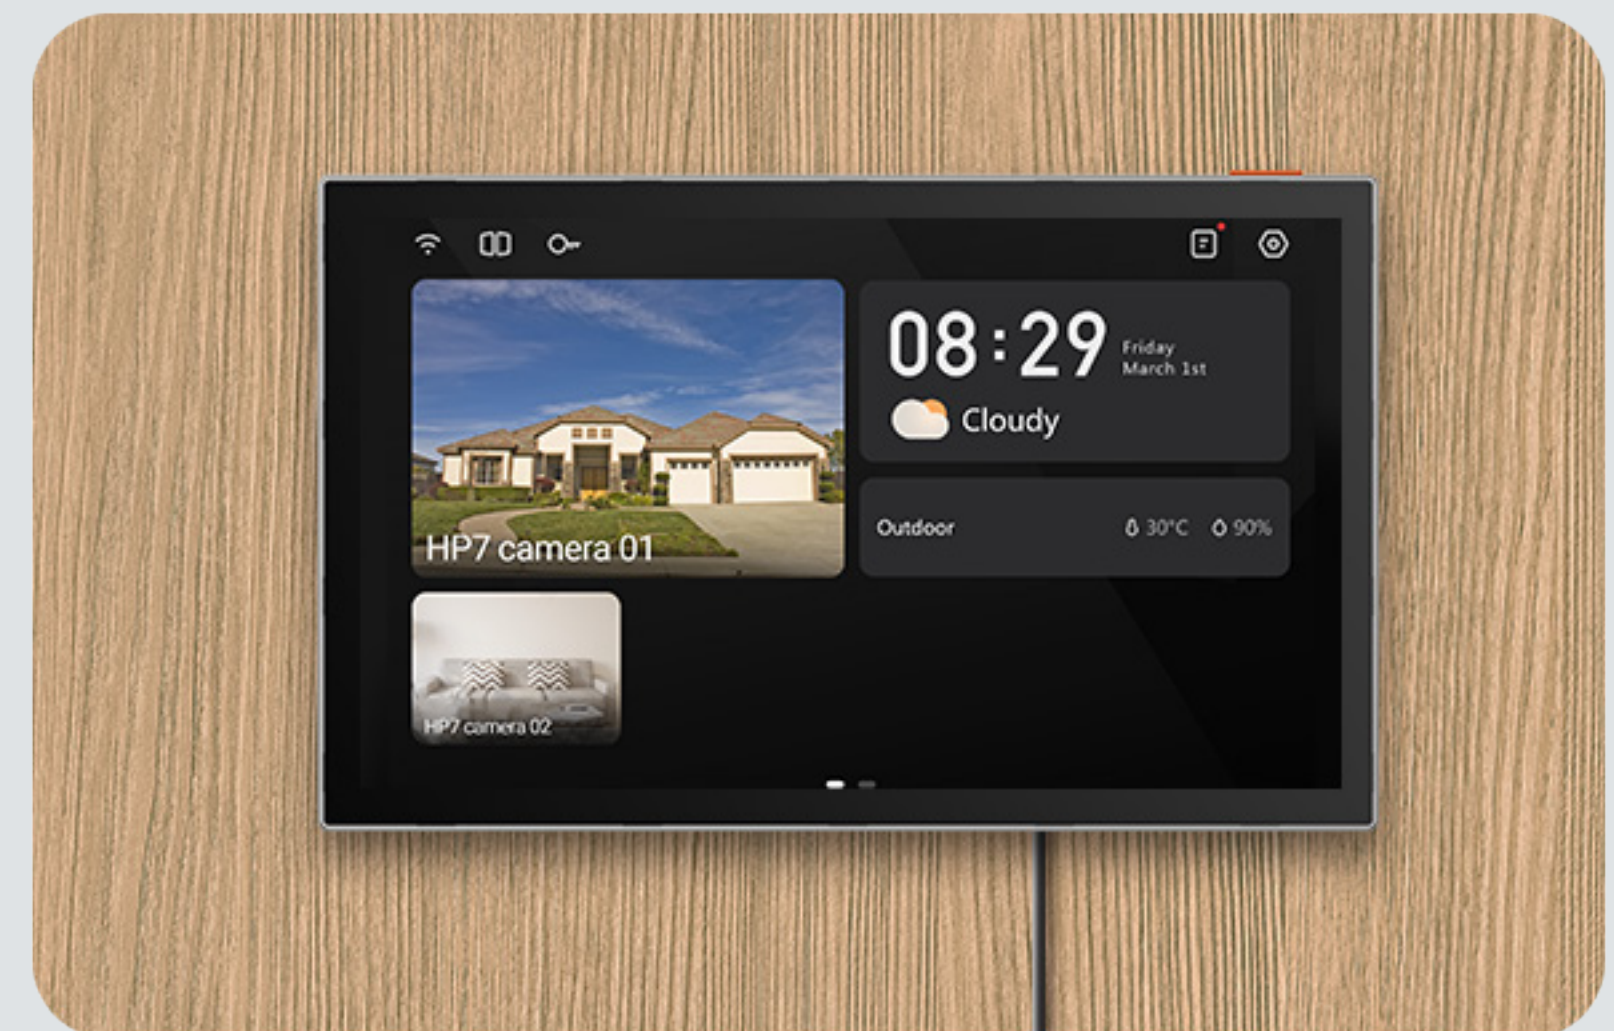 08:29
Friday
March 1st
Cloudy
HP7 camera 01
Outdoor 30°C 90%
HP7 camera 02